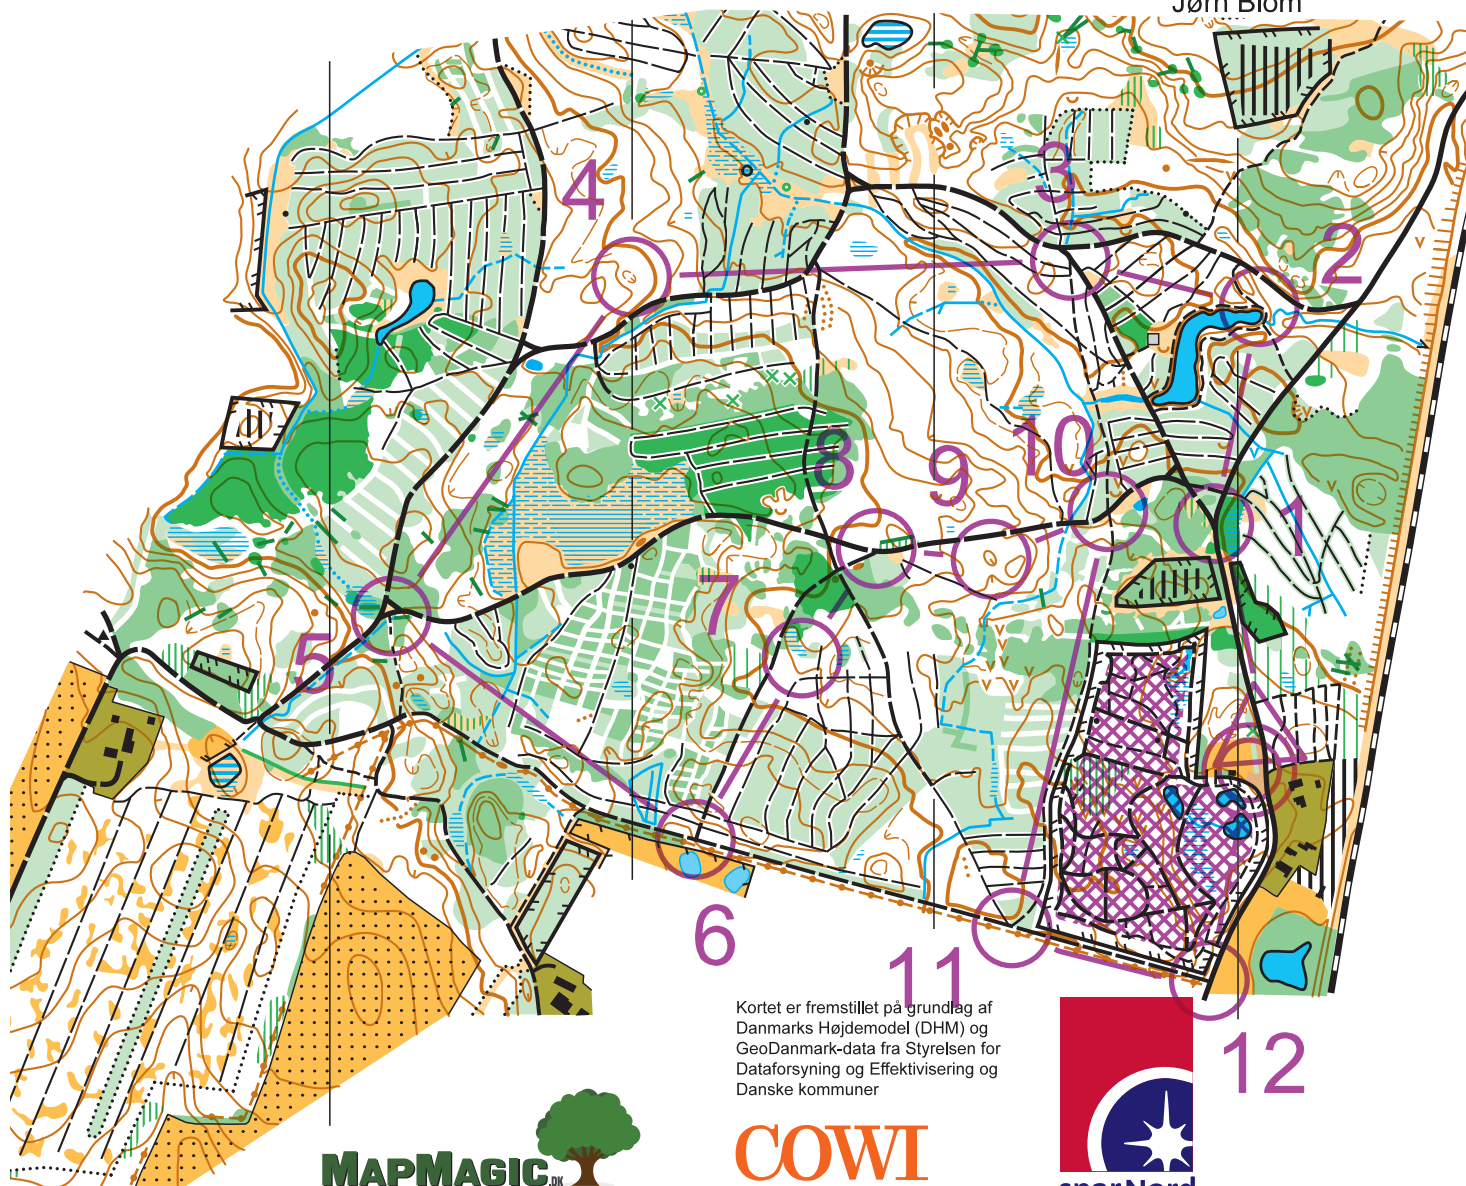 Jørn Blom
3
4
2
8
9
10
1
7
5
6
11
12
Kortet er fremstillet på grundlag af
Danmarks Højdemodel (DHM) og
GeoDanmark-data fra Styrelsen for
Dataforsyning og Effektivisering og
Danske kommuner
MAPMAGIC.DK
COWI
sparNord